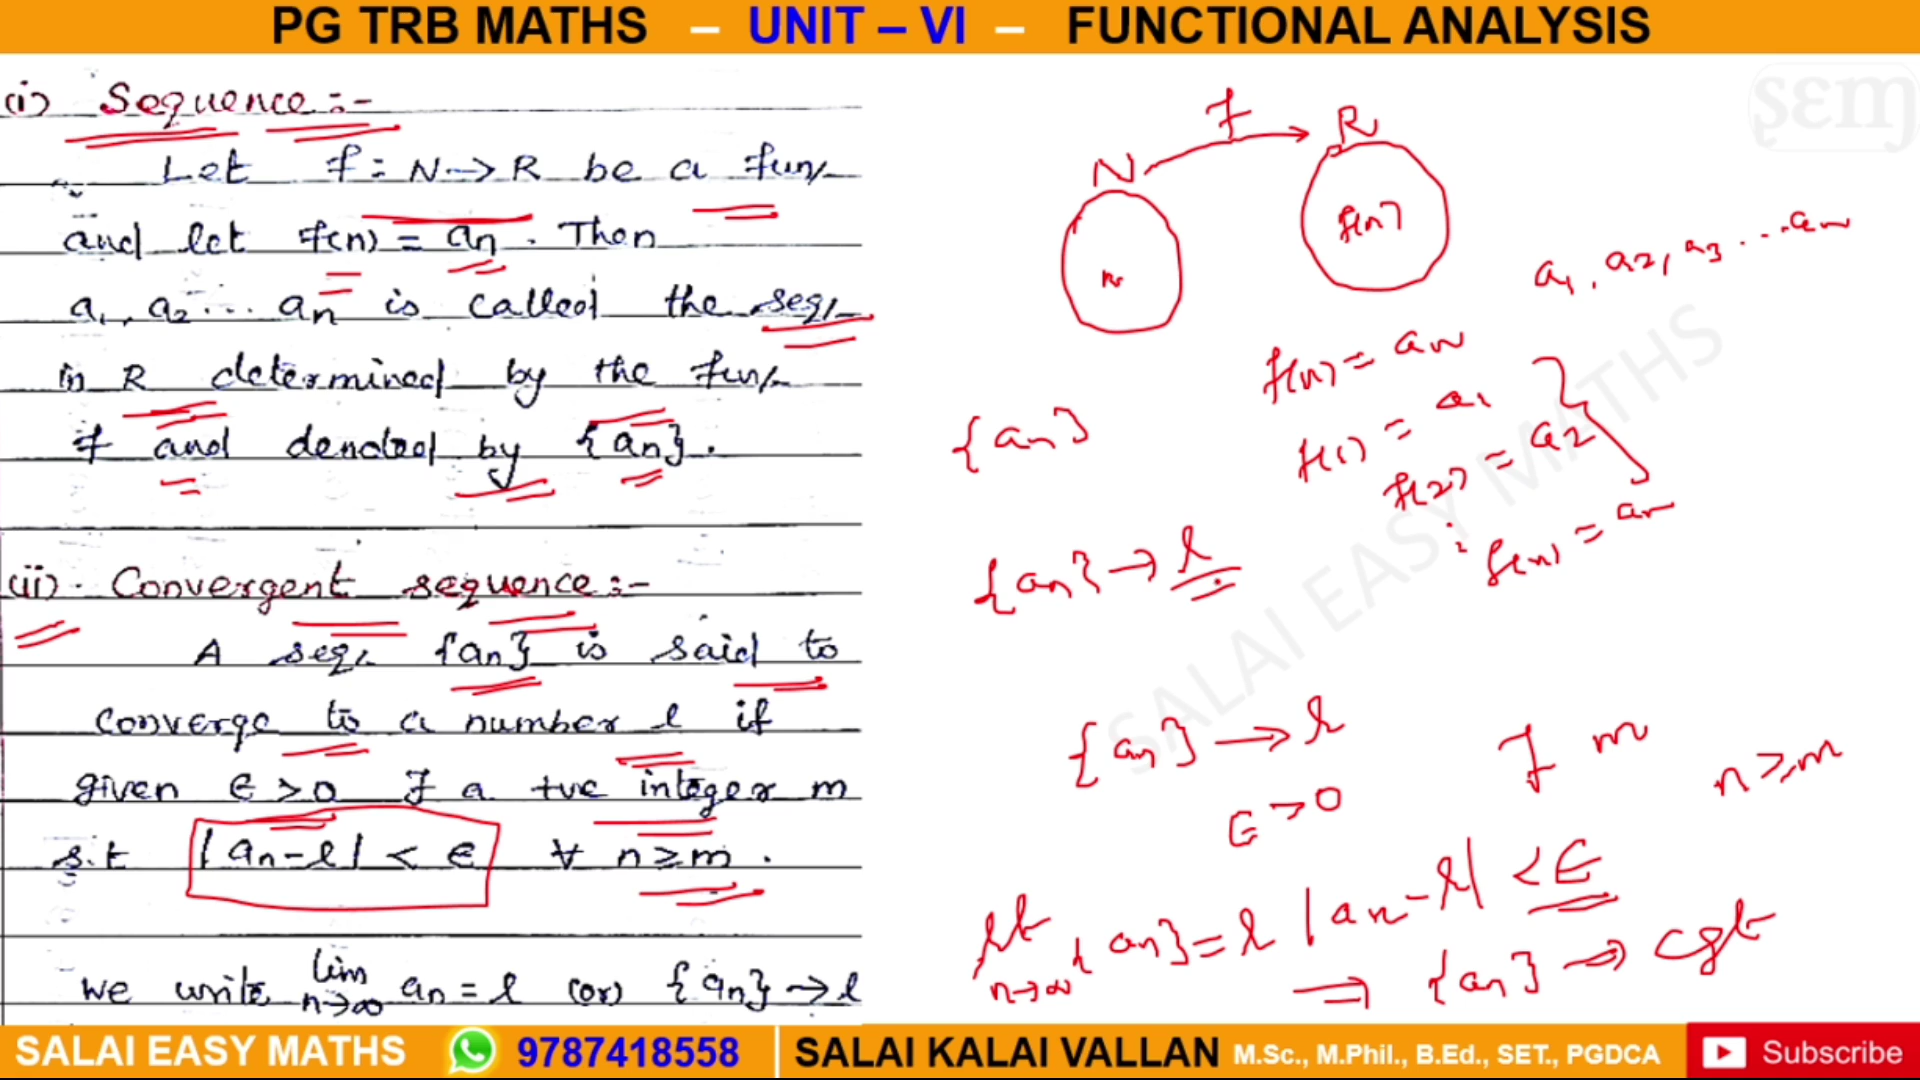 PG TRB MATHS – UNIT – VI – FUNCTIONAL ANALYSIS
sεm
(i) Sequence :-
Let f : N → R be a fun/-
and let f(n) = an . Then
a1, a2 ... an is called the seq/-
in R determined by the fun/-
f and denoted by {an}.
(ii). Convergent sequence :-
A seq/. {an} is said to
converge to a number l if
given ∈ > 0 ∃ a +ve integer m
s.t |an - l| < ∈ ∀ n ≥ m .
we write lim n→∞ an = l (or) {an} → l
f
N R
n f(n)
a1, a2, a3 ... an
f(n) = an
{an}
f(1) = a1
f(2) = a2
f(n) = an
{an} → l
{an} → l ∃ m
∈ > 0 n ≥ m
lt n→∞ {an} = l |an - l| < ∈
⇒ {an} → cgt
SALAI EASY MATHS
SALAI EASY MATHS 9787418558 SALAI KALAI VALLAN M.Sc., M.Phil., B.Ed., SET., PGDCA Subscribe